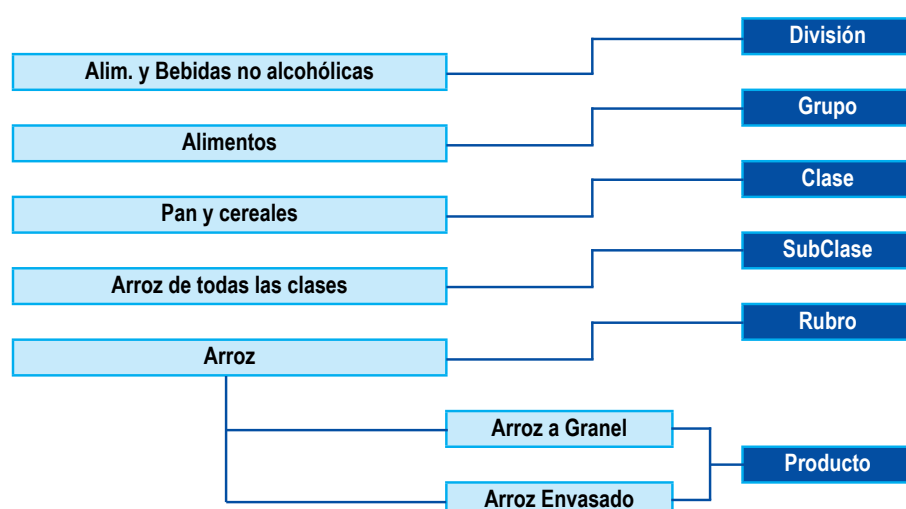 División
Alim. y Bebidas no alcohólicas
Grupo
Alimentos
Clase
Pan y cereales
SubClase
Arroz de todas las clases
Rubro
Arroz
Arroz a Granel
Producto
Arroz Envasado